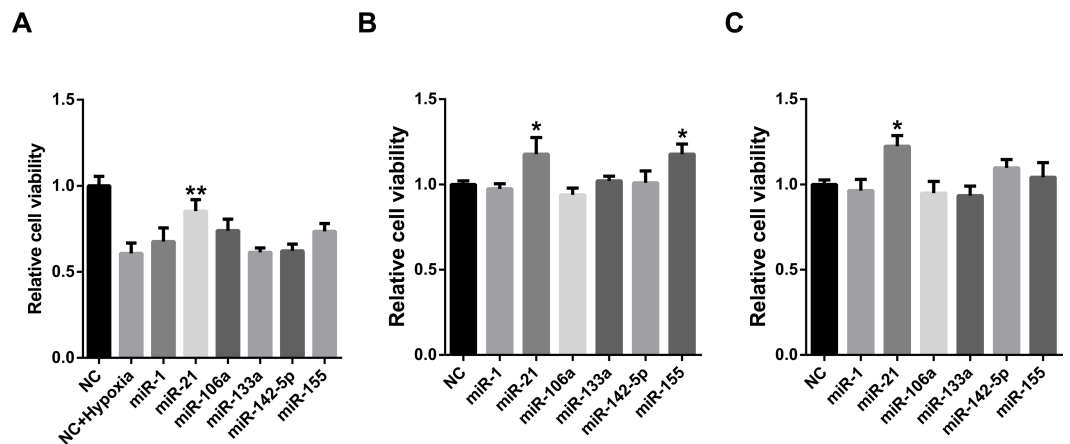 A
B
C
Relative cell viability
1.5
1.0
0.5
0.0
**
NC
NC+Hypoxia
miR-1
miR-21
miR-106a
miR-133a
miR-142-5p
miR-155
Relative cell viability
1.5
1.0
0.5
0.0
*
*
NC
miR-1
miR-21
miR-106a
miR-133a
miR-142-5p
miR-155
Relative cell viability
1.5
1.0
0.5
0.0
*
NC
miR-1
miR-21
miR-106a
miR-133a
miR-142-5p
miR-155